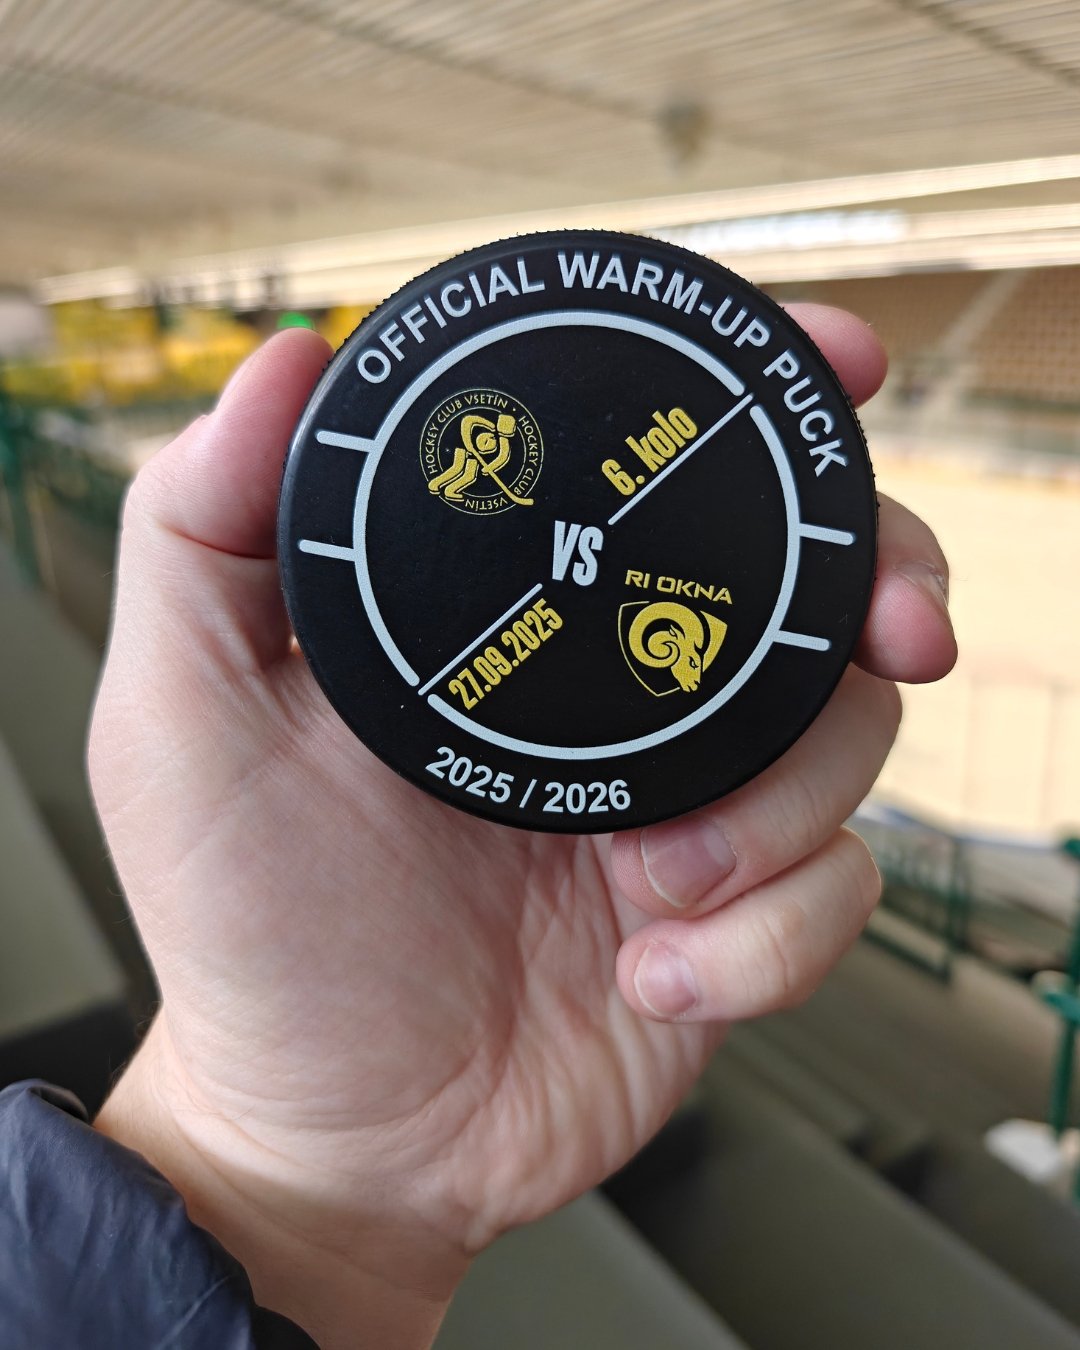 OFFICIAL WARM-UP PUCK
HOCKEY CLUB VSETÍN • HOCKEY CLUB VSETÍN
6. kolo
VS
RI OKNA
27.09.2025
2025 / 2026